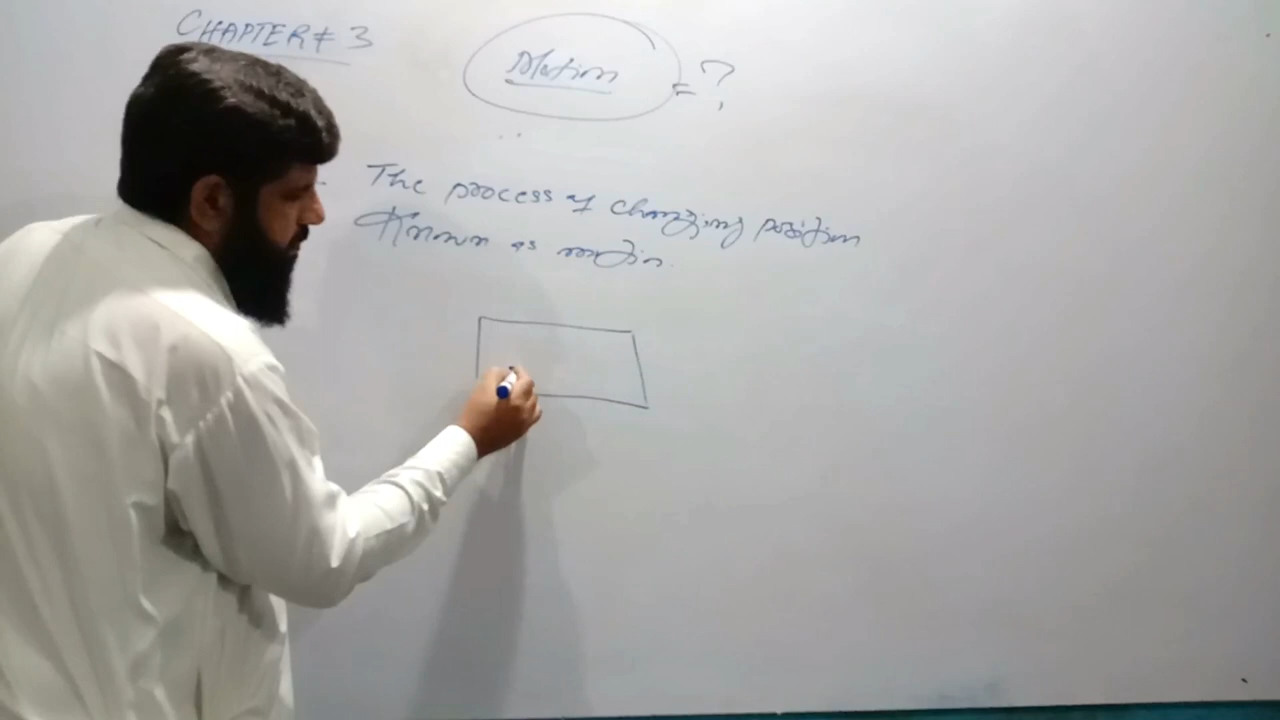 CHAPTER # 3
Motion = ?
The process of changing position
Known as motion.